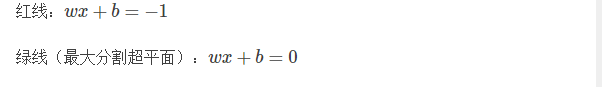 红线：wx + b = −1
绿线（最大分割超平面）：wx + b = 0